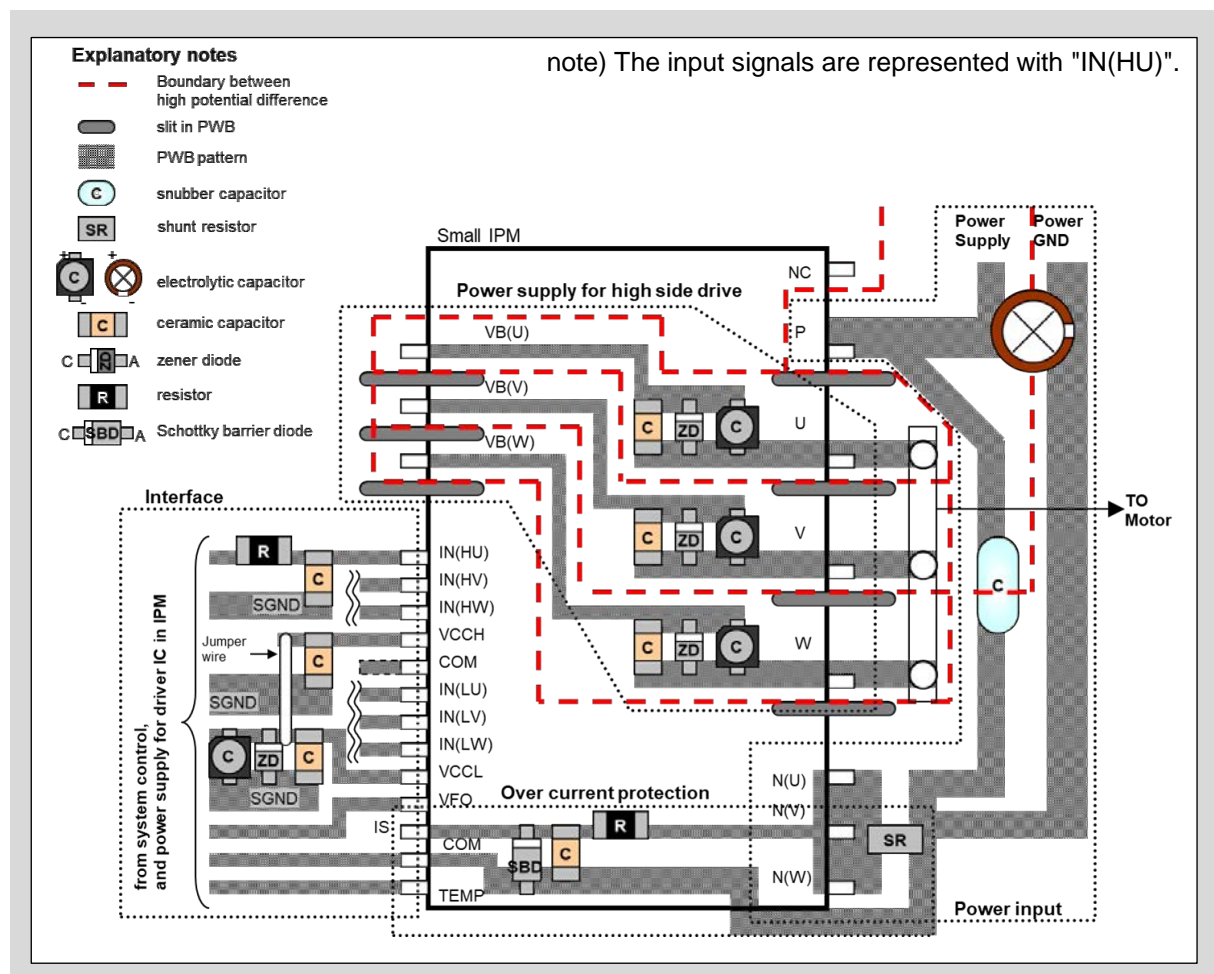 Explanatory notes
Boundary between
high potential difference
slit in PWB
PWB pattern
C
snubber capacitor
SR
shunt resistor
+ +
C
- -
electrolytic capacitor
C
ceramic capacitor
C ZD A
zener diode
R
resistor
C SBD A
Schottky barrier diode
note) The input signals are represented with "IN(HU)".
Small IPM
Power supply for high side drive
VB(U)
VB(V)
VB(W)
NC
P
U
V
W
C ZD C
C ZD C
C ZD C
Power
Supply
Power
GND
TO
Motor
C
Interface
from system control,
and power supply for driver IC in IPM
R
C
SGND
Jumper
wire
C
SGND
C ZD C
SGND
IN(HU)
IN(HV)
IN(HW)
VCCH
COM
IN(LU)
IN(LV)
IN(LW)
VCCL
VFO
IS
COM
TEMP
Over current protection
R
SBD
C
N(U)
N(V)
N(W)
SR
Power input